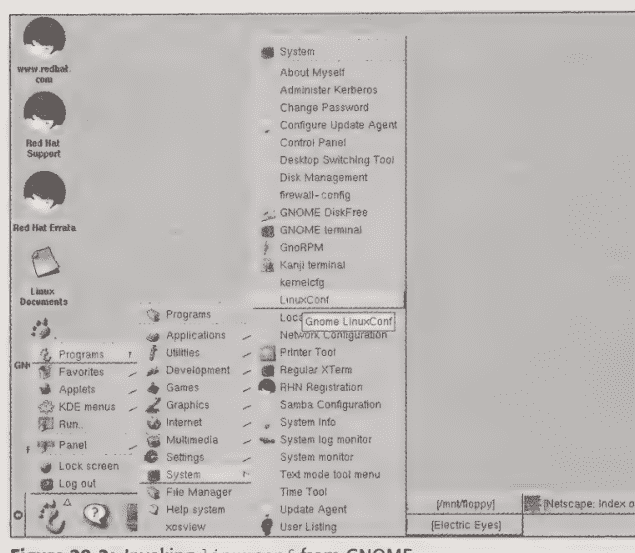 www.redhat.
com
Red Hat
Support
Red Hat Errata
Linux
Documents
Programs
Favorites
Applets
KDE menus
Run..
Panel
Lock screen
Log out
Programs
Applications
Utilities
Development
Games
Graphics
Internet
Multimedia
Settings
System
File Manager
Help system
xosview
System
About Myself
Administer Kerberos
Change Password
Configure Update Agent
Control Panel
Desktop Switching Tool
Disk Management
firewall-config
GNOME DiskFree
GNOME terminal
GnoRPM
Kanji terminal
kernelcfg
LinuxConf
Gnome LinuxConf
Network Configuration
Printer Tool
Regular XTerm
RHN Registration
Samba Configuration
System Info
System log monitor
System monitor
Text mode tool menu
Time Tool
Update Agent
User Listing
[/mnt/floppy]
[Netscape: Index o
[Electric Eyes]
from GNOME